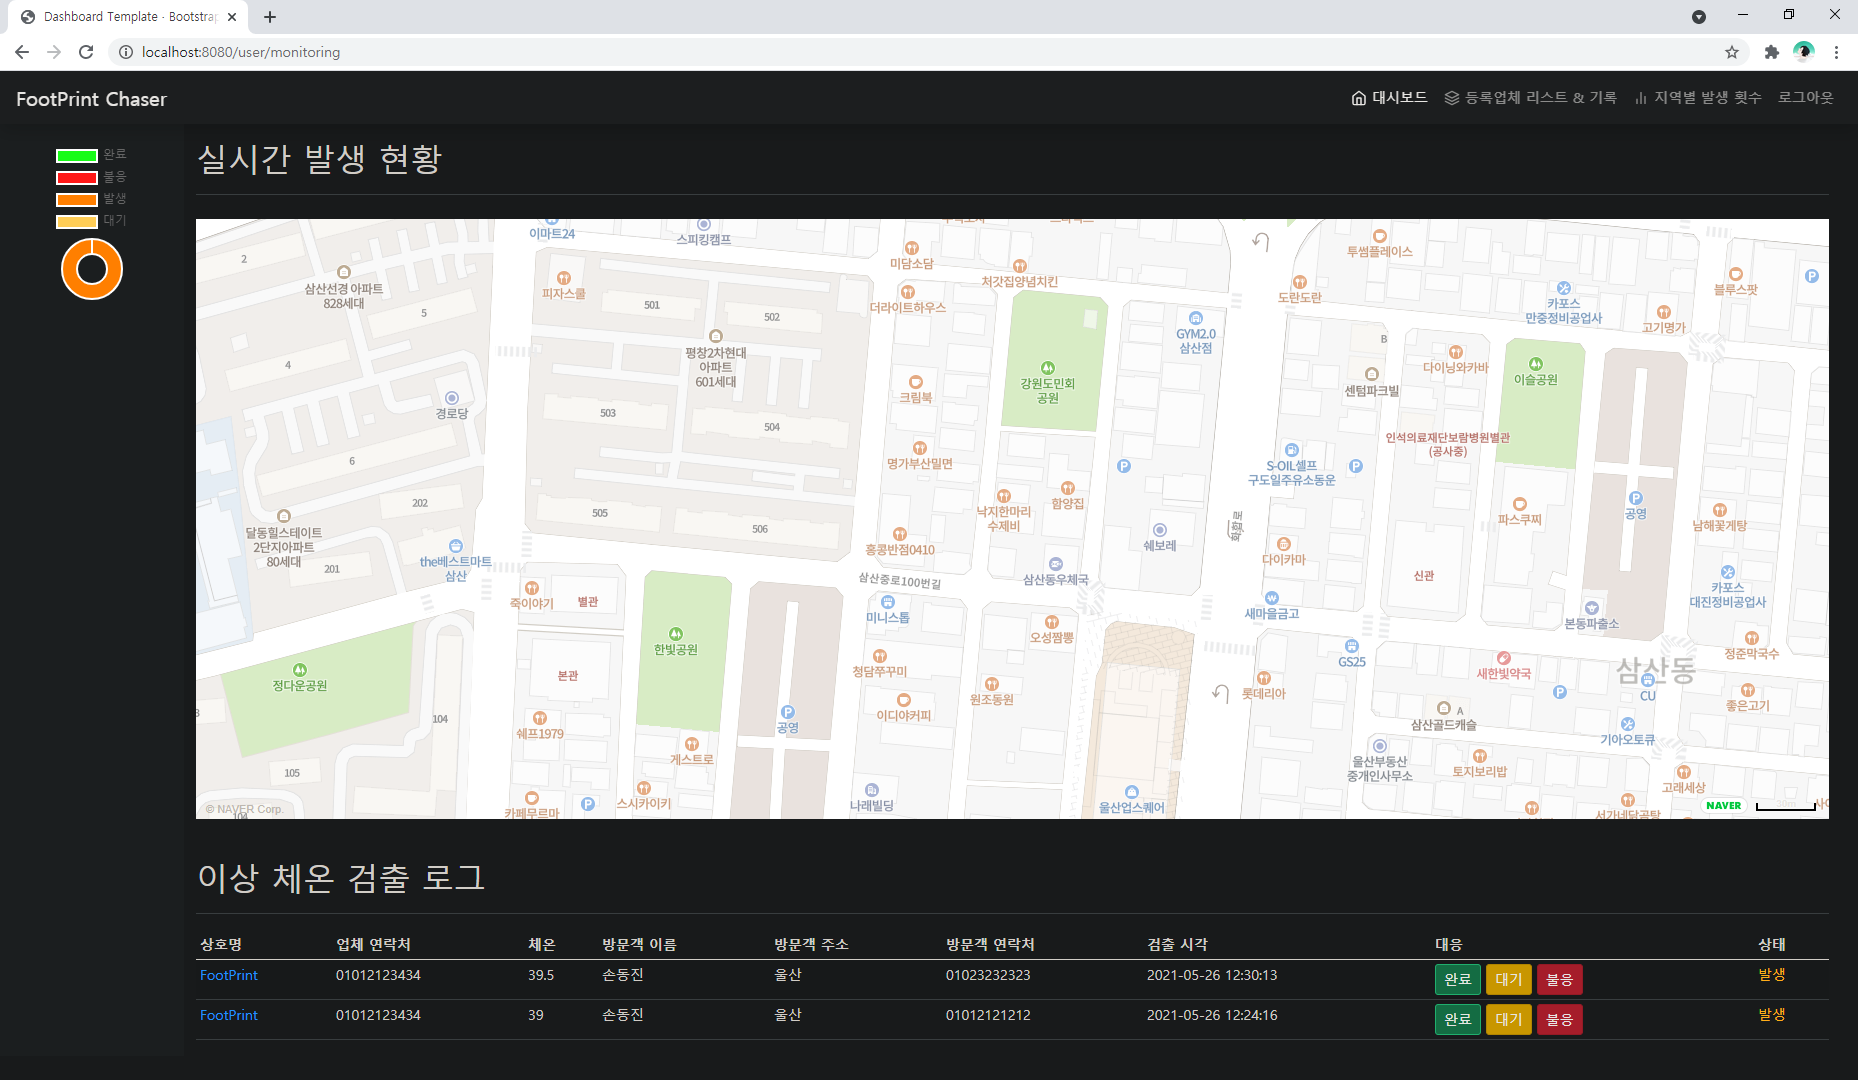 Dashboard Template · Bootstrap
localhost:8080/user/monitoring
FootPrint Chaser
대시보드
등록업체 리스트 & 기록
지역별 발생 횟수
로그아웃
완료
불응
발생
대기
실시간 발생 현황
이마트24
스피킹캠프
미담소담
처갓집양념치킨
투썸플레이스
2
삼산선경 아파트
828세대
피자스쿨
501
502
더라이트하우스
도란도란
카포스
만중정비공업사
블루스팟
고기명가
5
4
평창2차현대
아파트
601세대
GYM2.0
삼산점
B
다이닝와카바
센텀파크빌
이슬공원
강원도민회
공원
크림북
경로당
503
504
6
명가부산밀면
인석의료재단보람병원별관
(공사중)
S-OIL셀프
구도일주유소동운
202
낙지한마리
수제비
함양집
505
506
달동힐스테이트
2단지아파트
80세대
201
the베스트마트
삼산
홍콩반점0410
쉐보레
화합로
다이카마
파스쿠찌
공영
남해꽃게탕
삼산중로100번길
삼산동우체국
신관
카포스
대진정비공업사
죽이야기
별관
미니스톱
새마을금고
본동파출소
한빛공원
오성짬뽕
GS25
정준막국수
본관
청담쭈꾸미
새한빛약국
삼산동
CU
정다운공원
원조동원
롯데리아
이디야커피
좋은고기
104
쉐프1979
공영
A
삼산골드캐슬
기아오토큐
게스트로
울산부동산
중개인사무소
토지보리밥
105
고래세상
카페무르마
스시카이키
나래빌딩
울산업스퀘어
서가네닭곰탕
© NAVER Corp.
104
NAVER
이상 체온 검출 로그
상호명 업체 연락처 체온 방문객 이름 방문객 주소 방문객 연락처 검출 시각 대응 상태
FootPrint 01012123434 39.5 손동진 울산 01023232323 2021-05-26 12:30:13 완료 대기 불응 발생
FootPrint 01012123434 39 손동진 울산 01012121212 2021-05-26 12:24:16 완료 대기 불응 발생